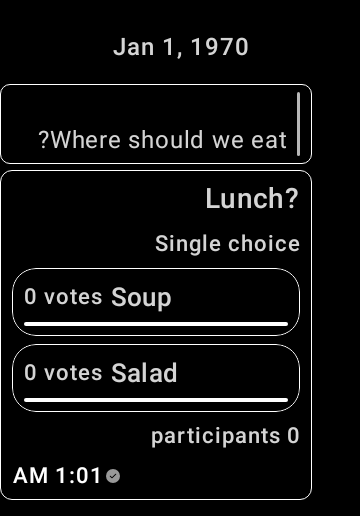 Jan 1, 1970
?Where should we eat
Lunch?
Single choice
0 votes Soup
0 votes Salad
participants 0
AM 1:01